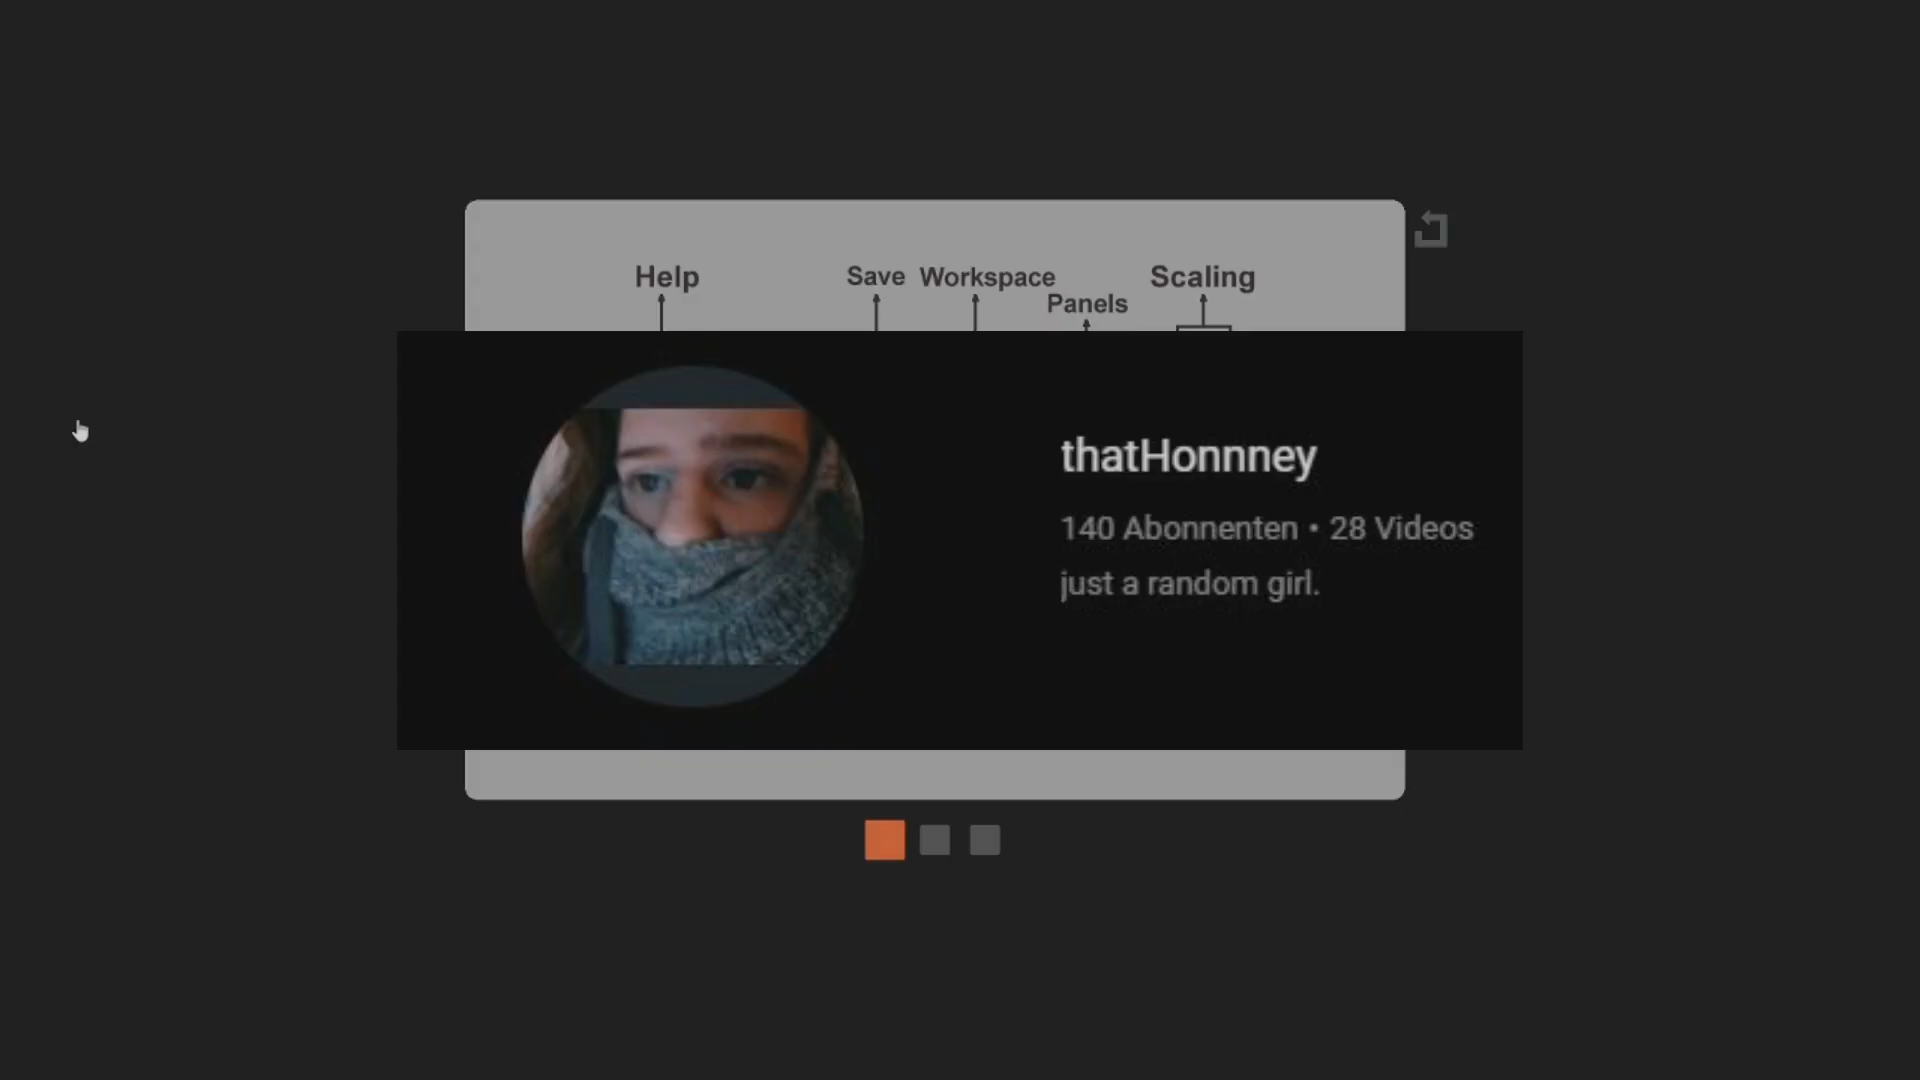 Help
Save
Workspace
Panels
Scaling
thatHonnney
140 Abonnenten • 28 Videos
just a random girl.